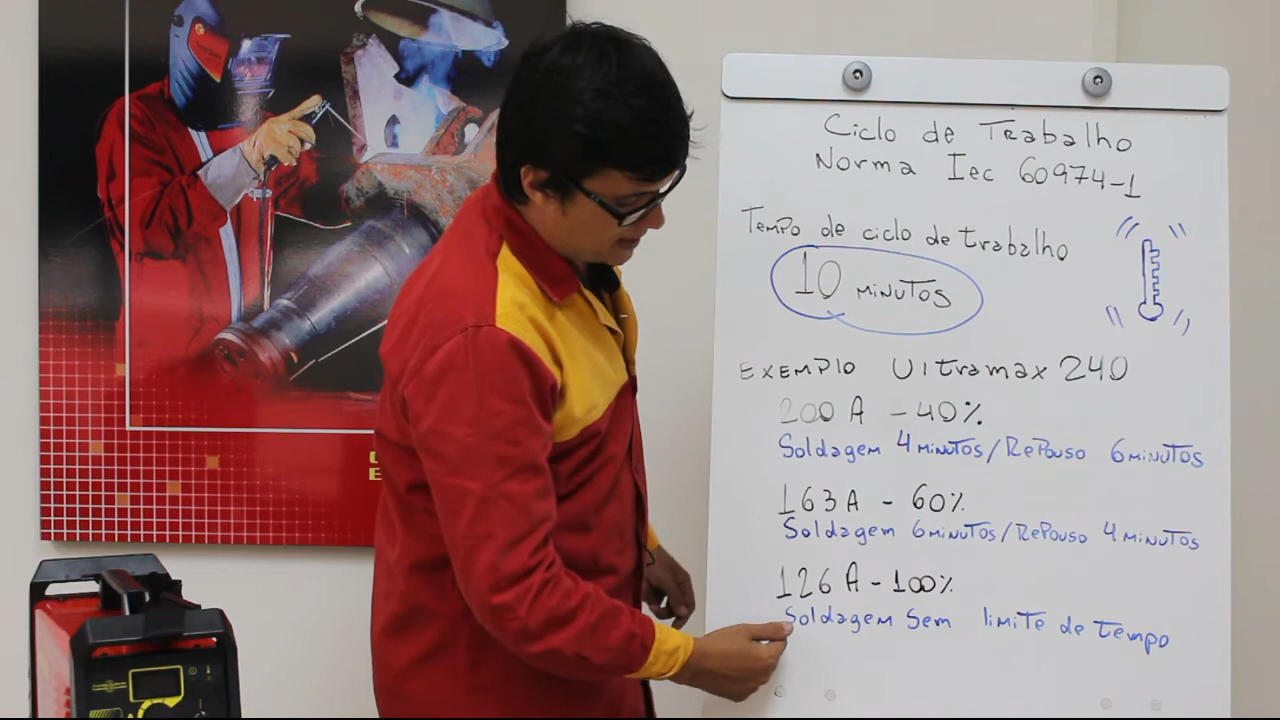 Ciclo de Trabalho
Norma Iec 60974-1
Tempo de ciclo de trabalho
10 minutos
Exemplo Ultramax 240
200 A - 40%
Soldagem 4 minutos / Repouso 6 minutos
163 A - 60%
Soldagem 6 minutos / Repouso 4 minutos
126 A - 100%
Soldagem Sem limite de tempo